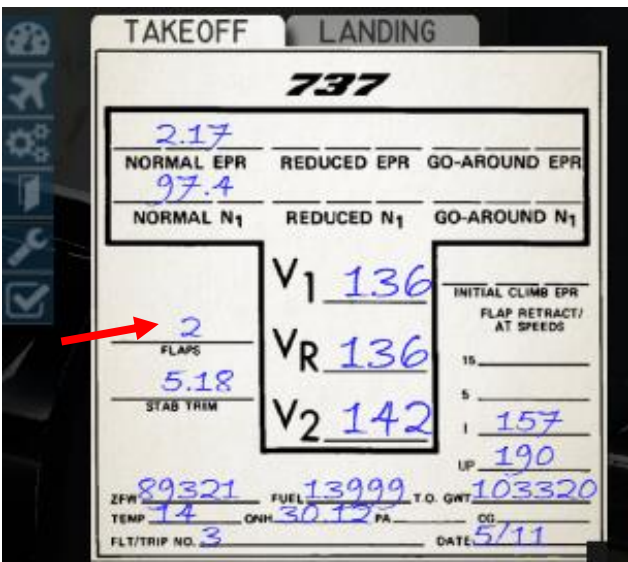 TAKEOFF LANDING
737
2.17
NORMAL EPR REDUCED EPR GO-AROUND EPR
97.4
NORMAL N1 REDUCED N1 GO-AROUND N1
V1 136
INITIAL CLIMB EPR
FLAP RETRACT/
AT SPEEDS
2
FLAPS
VR 136
15
5.18
STAB TRIM
5
V2 142
1 157
UP 190
ZFW 89321 FUEL 13999 T.O. GWT 103320
TEMP 14 QNH 30.12 PA CG
FLT/TRIP NO. 3 DATE 5/11